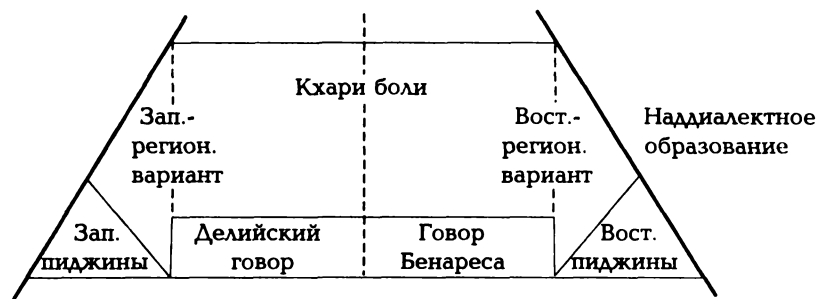 Кхари боли
Зап.-
регион.
вариант
Вост.-
регион.
вариант
Наддиалектное
образование
Зап.
пиджины
Делийский
говор
Говор
Бенареса
Вост.
пиджины